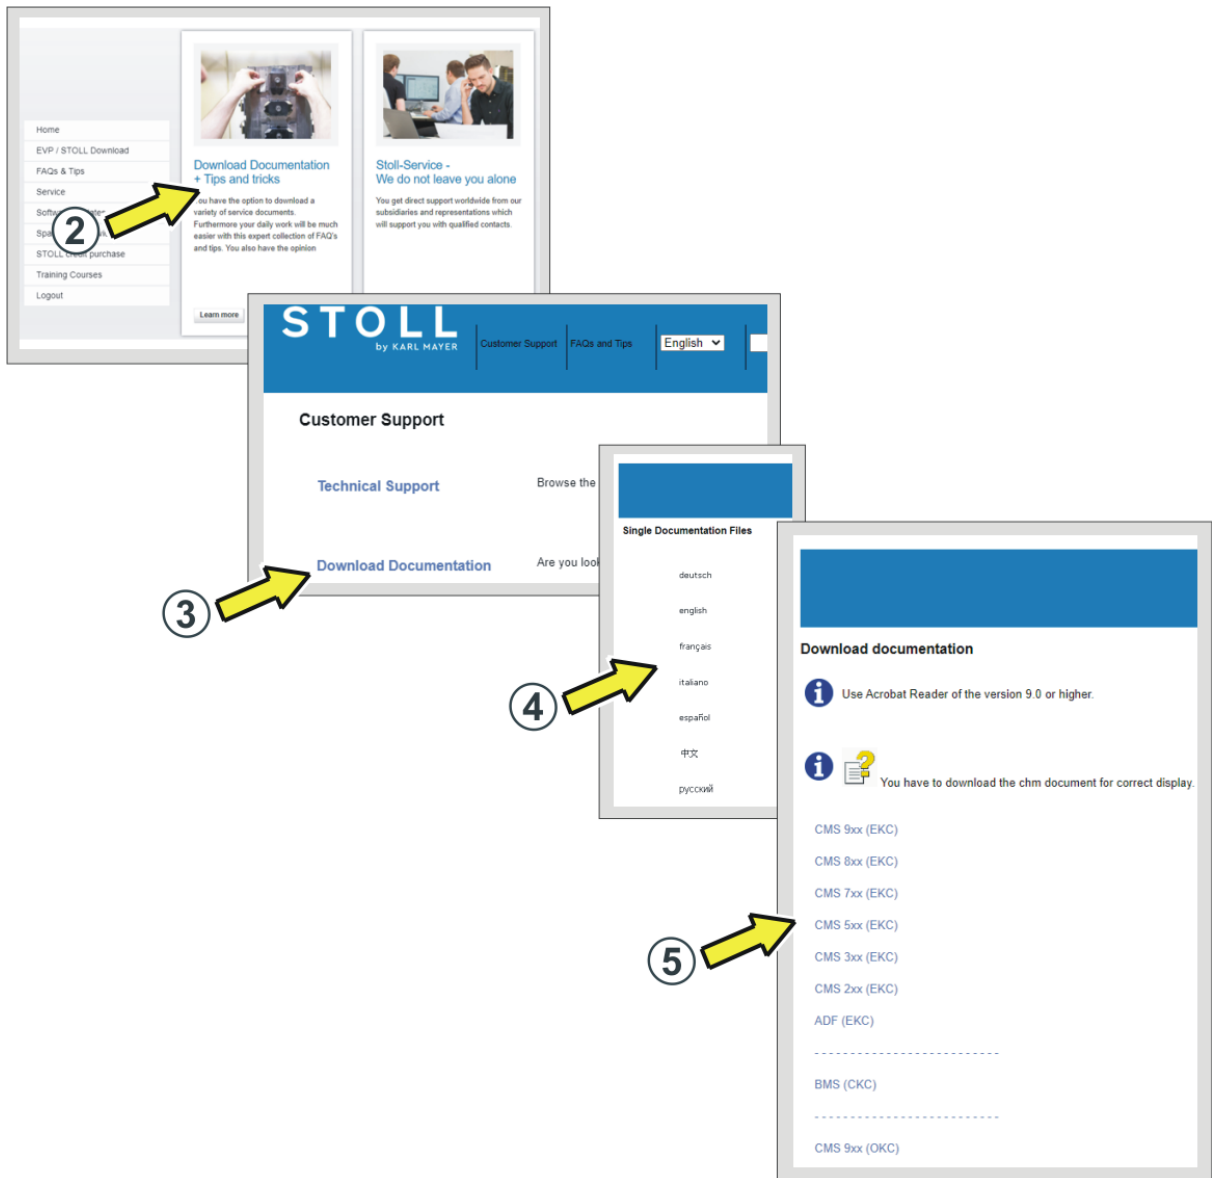 Home
EVP / STOLL Download
FAQs & Tips
Service
STOLL credit purchase
Training Courses
Logout
Download Documentation
+ Tips and tricks
You have the option to download a
variety of service documents.
Furthermore your daily work will be much
easier with this expert collection of FAQ's
and tips. You also have the opinion
Learn more
Stoll-Service -
We do not leave you alone
You get direct support worldwide from our
subsidiaries and representations which
will support you with qualified contacts.
2
STOLL
by KARL MAYER
Customer Support
FAQs and Tips
English
Customer Support
Technical Support
Browse the
Download Documentation
Are you look
3
Single Documentation Files
deutsch
english
français
italiano
español
中文
русский
4
Download documentation
Use Acrobat Reader of the version 9.0 or higher.
You have to download the chm document for correct display.
CMS 9xx (EKC)
CMS 8xx (EKC)
CMS 7xx (EKC)
CMS 5xx (EKC)
CMS 3xx (EKC)
CMS 2xx (EKC)
ADF (EKC)
- - - - - - - - - - - - - - - - - - - - - - - - - -
BMS (CKC)
- - - - - - - - - - - - - - - - - - - - - - - - - -
CMS 9xx (OKC)
5